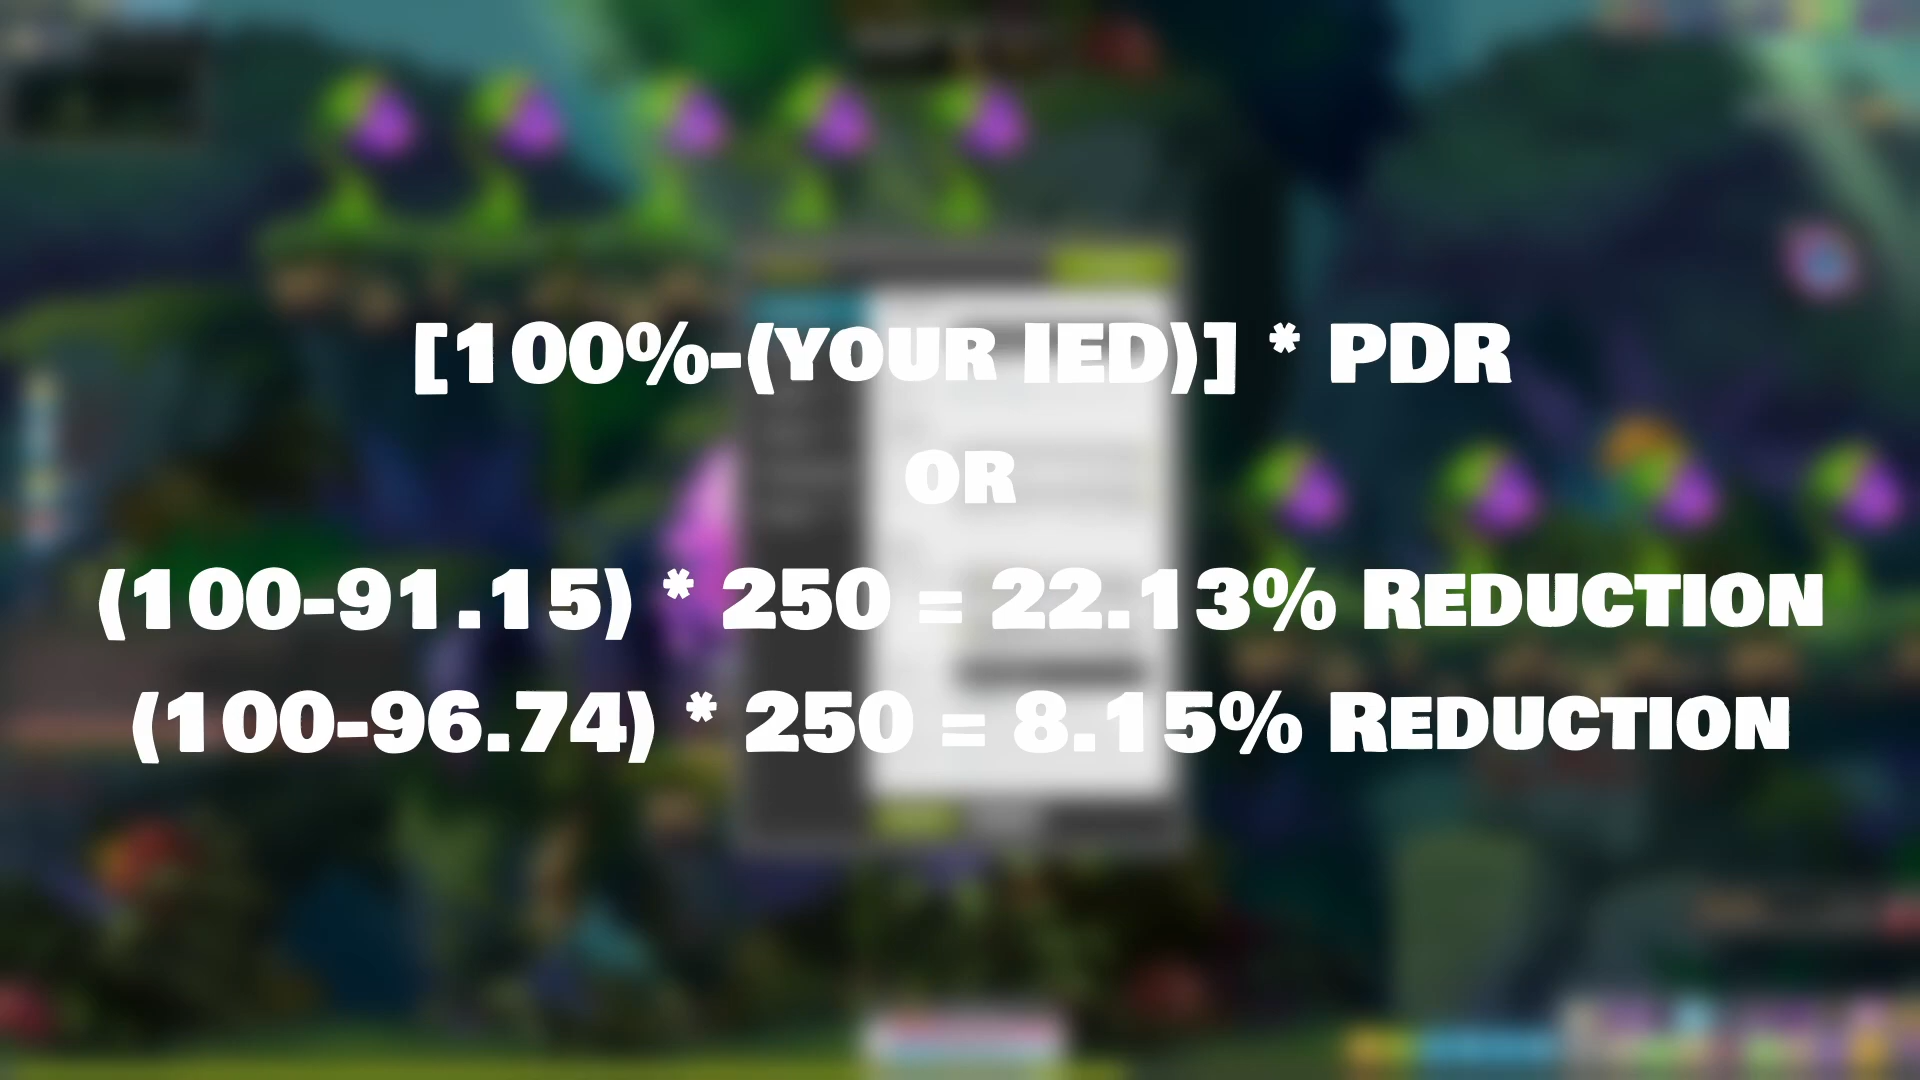 [100%-(your IED)] * PDR
or
(100-91.15) * 250 = 22.13% Reduction
(100-96.74) * 250 = 8.15% Reduction